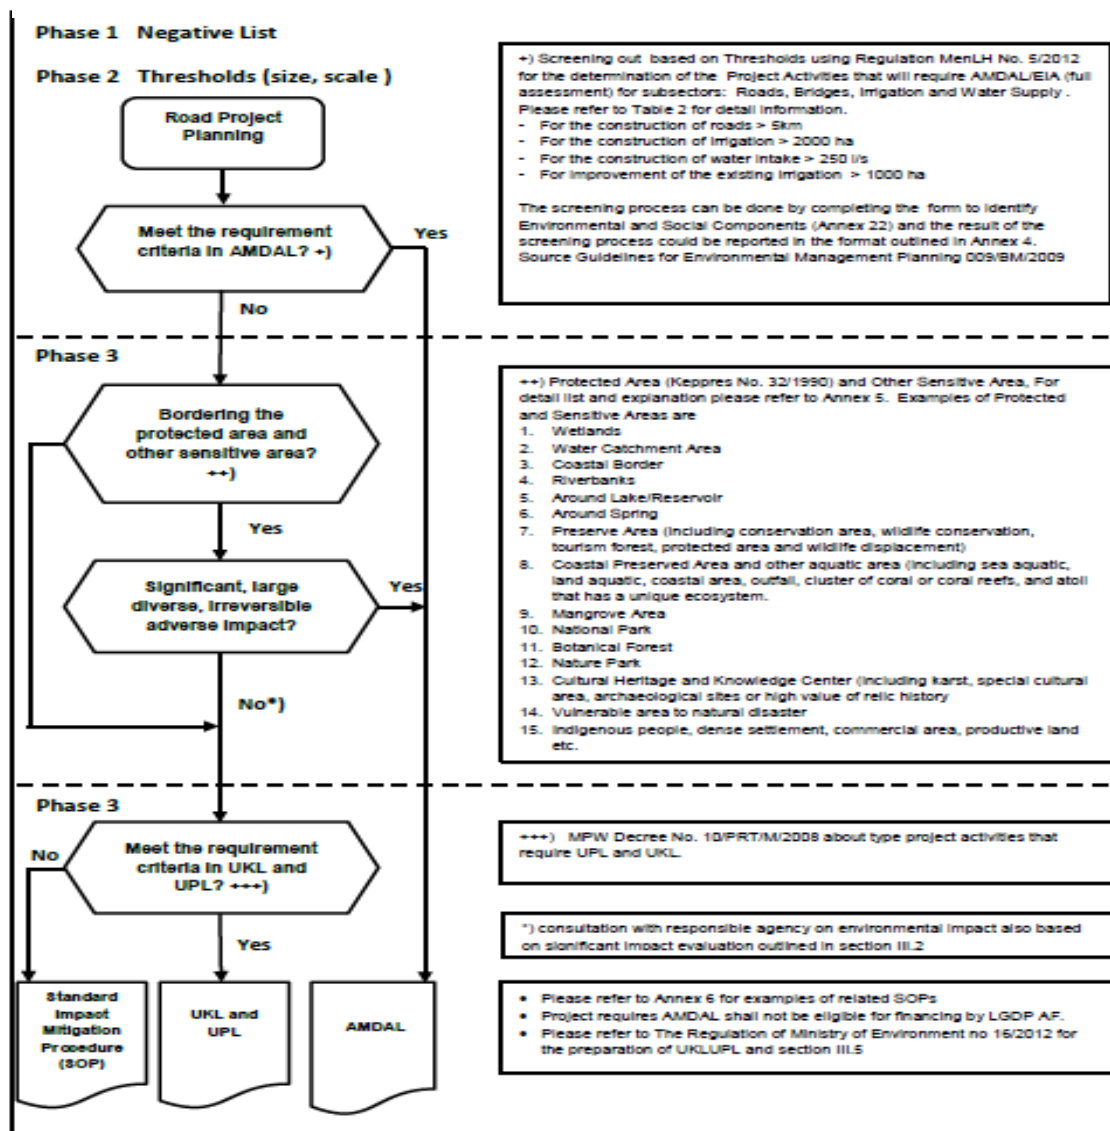 Phase 1 Negative List
Phase 2 Thresholds (size, scale )
Road Project
Planning
Meet the requirement
criteria in AMDAL? +)
Yes
No
+) Screening out based on Thresholds using Regulation MenLH No. 5/2012
for the determination of the Project Activities that will require AMDAL/EIA (full
assessment) for subsectors: Roads, Bridges, Irrigation and Water Supply .
Please refer to Table 2 for detail information.
- For the construction of roads > 5km
- For the construction of irrigation > 2000 ha
- For the construction of water intake > 250 l/s
- For improvement of the existing irrigation > 1000 ha
The screening process can be done by completing the form to identify
Environmental and Social Components (Annex 22) and the result of the
screening process could be reported in the format outlined in Annex 4.
Source Guidelines for Environmental Management Planning 009/BM/2009
Phase 3
Bordering the
protected area and
other sensitive area?
++)
Yes
Significant, large
diverse, irreversible
adverse impact?
Yes
No*)
++) Protected Area (Keppres No. 32/1990) and Other Sensitive Area, For
detail list and explanation please refer to Annex 5. Examples of Protected
and Sensitive Areas are
1. Wetlands
2. Water Catchment Area
3. Coastal Border
4. Riverbanks
5. Around Lake/Reservoir
6. Around Spring
7. Preserve Area (including conservation area, wildlife conservation,
tourism forest, protected area and wildlife displacement)
8. Coastal Preserved Area and other aquatic area (including sea aquatic,
land aquatic, coastal area, outfall, cluster of coral or coral reefs, and atoll
that has a unique ecosystem.
9. Mangrove Area
10. National Park
11. Botanical Forest
12. Nature Park
13. Cultural Heritage and Knowledge Center (including karst, special cultural
area, archaeological sites or high value of relic history
14. Vulnerable area to natural disaster
15. Indigenous people, dense settlement, commercial area, productive land
etc.
Phase 3
No
Meet the requirement
criteria in UKL and
UPL? +++)
Yes
Standard
Impact
Mitigation
Procedure
(SOP)
UKL and
UPL
AMDAL
+++) MPW Decree No. 10/PRT/M/2008 about type project activities that
require UPL and UKL.
*) consultation with responsible agency on environmental impact also based
on significant impact evaluation outlined in section III.2
• Please refer to Annex 6 for examples of related SOPs
• Project requires AMDAL shall not be eligible for financing by LGDP AF.
• Please refer to The Regulation of Ministry of Environment no 16/2012 for
the preparation of UKLUPL and section III.5